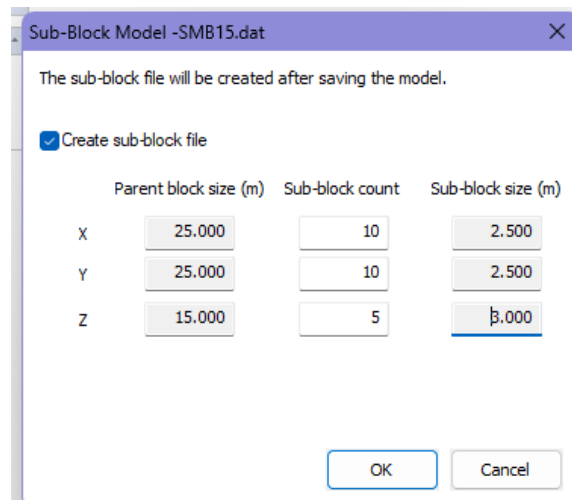 Sub-Block Model -SMB15.dat
The sub-block file will be created after saving the model.
Create sub-block file
Parent block size (m) Sub-block count Sub-block size (m)
X 25.000 10 2.500
Y 25.000 10 2.500
Z 15.000 5 3.000
OK Cancel